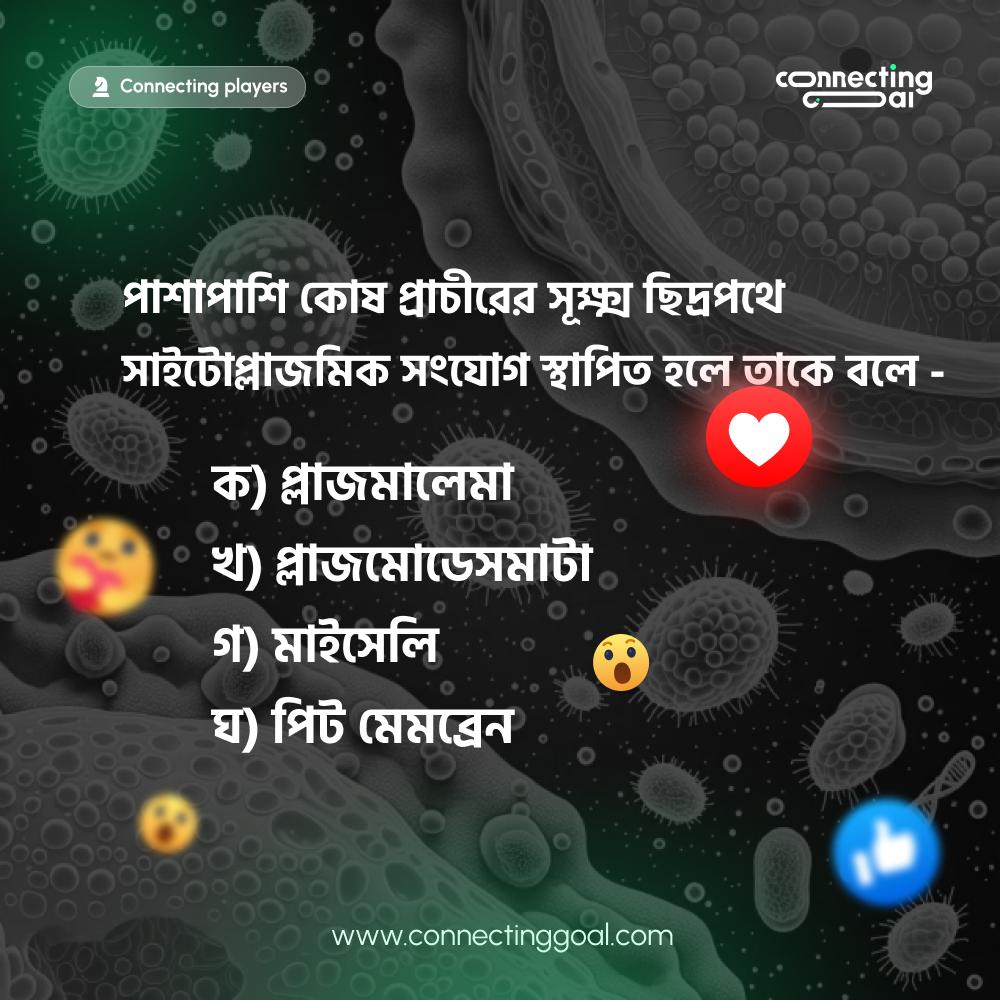 Connecting players
connecting
goal
পাশাপাশি কোষ প্রাচীরের সূক্ষ্ম ছিদ্রপথে
সাইটোপ্লাজমিক সংযোগ স্থাপিত হলে তাকে বলে -
ক) প্লাজমালেমা
খ) প্লাজমোডেসমাটা
গ) মাইসেলি
ঘ) পিট মেমব্রেন
www.connectinggoal.com